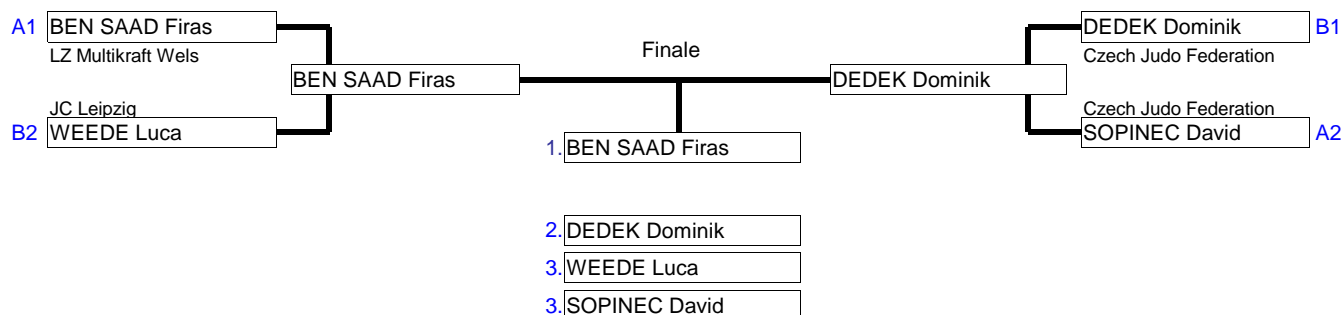 A1 BEN SAAD Firas
LZ Multikraft Wels
BEN SAAD Firas
JC Leipzig
B2 WEEDE Luca
Finale
DEDEK Dominik B1
Czech Judo Federation
DEDEK Dominik
Czech Judo Federation
SOPINEC David A2
1. BEN SAAD Firas
2. DEDEK Dominik
3. WEEDE Luca
3. SOPINEC David